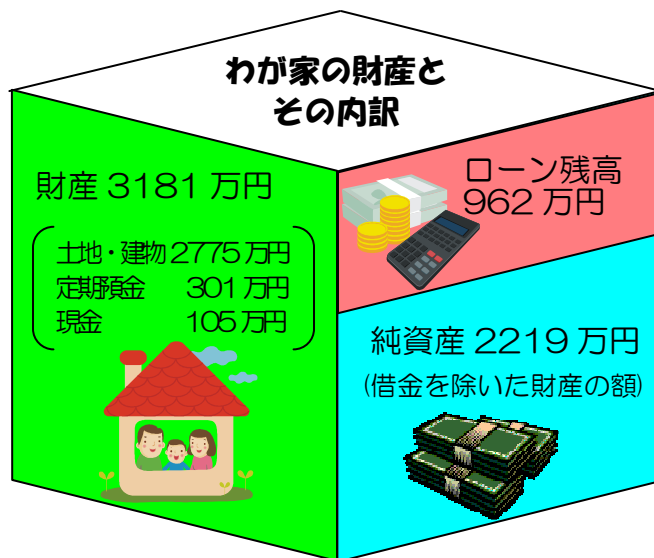 わが家の財産と
その内訳
財産 3181 万円
土地・建物 2775 万円
定期預金 301 万円
現金 105 万円
ローン残高
962 万円
純資産 2219 万円
(借金を除いた財産の額)